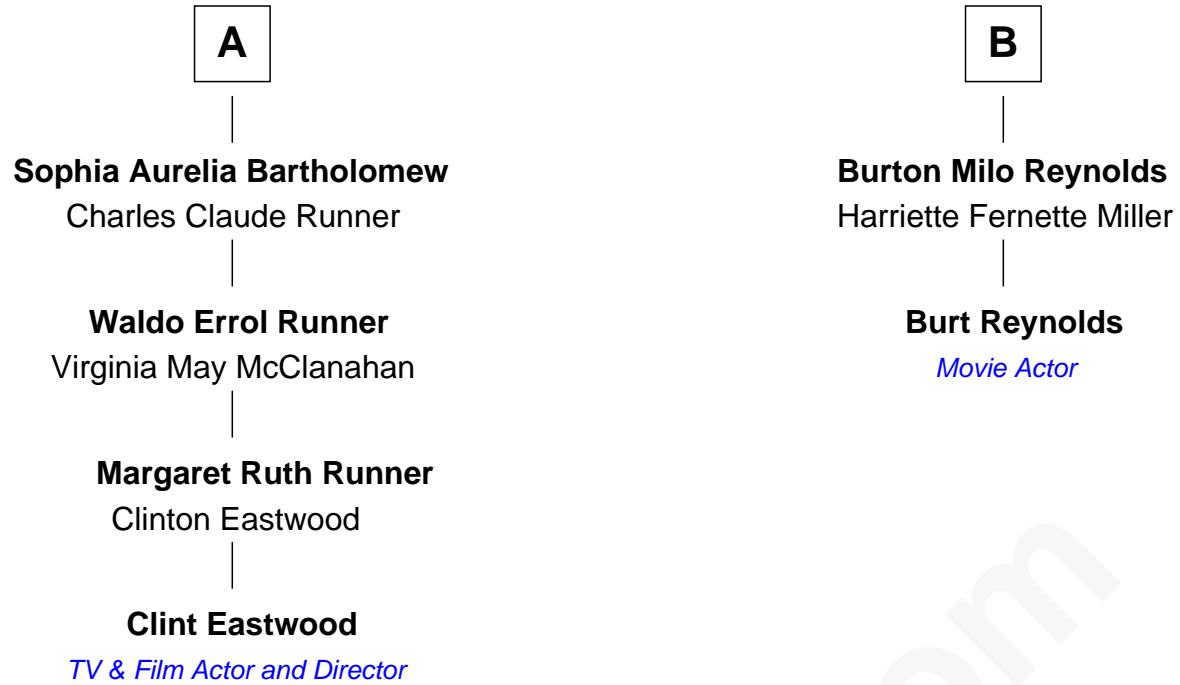 A
Sophia Aurelia Bartholomew
Charles Claude Runner
Waldo Errol Runner
Virginia May McClanahan
Margaret Ruth Runner
Clinton Eastwood
Clint Eastwood
TV & Film Actor and Director
B
Burton Milo Reynolds
Harriette Fernette Miller
Burt Reynolds
Movie Actor
om